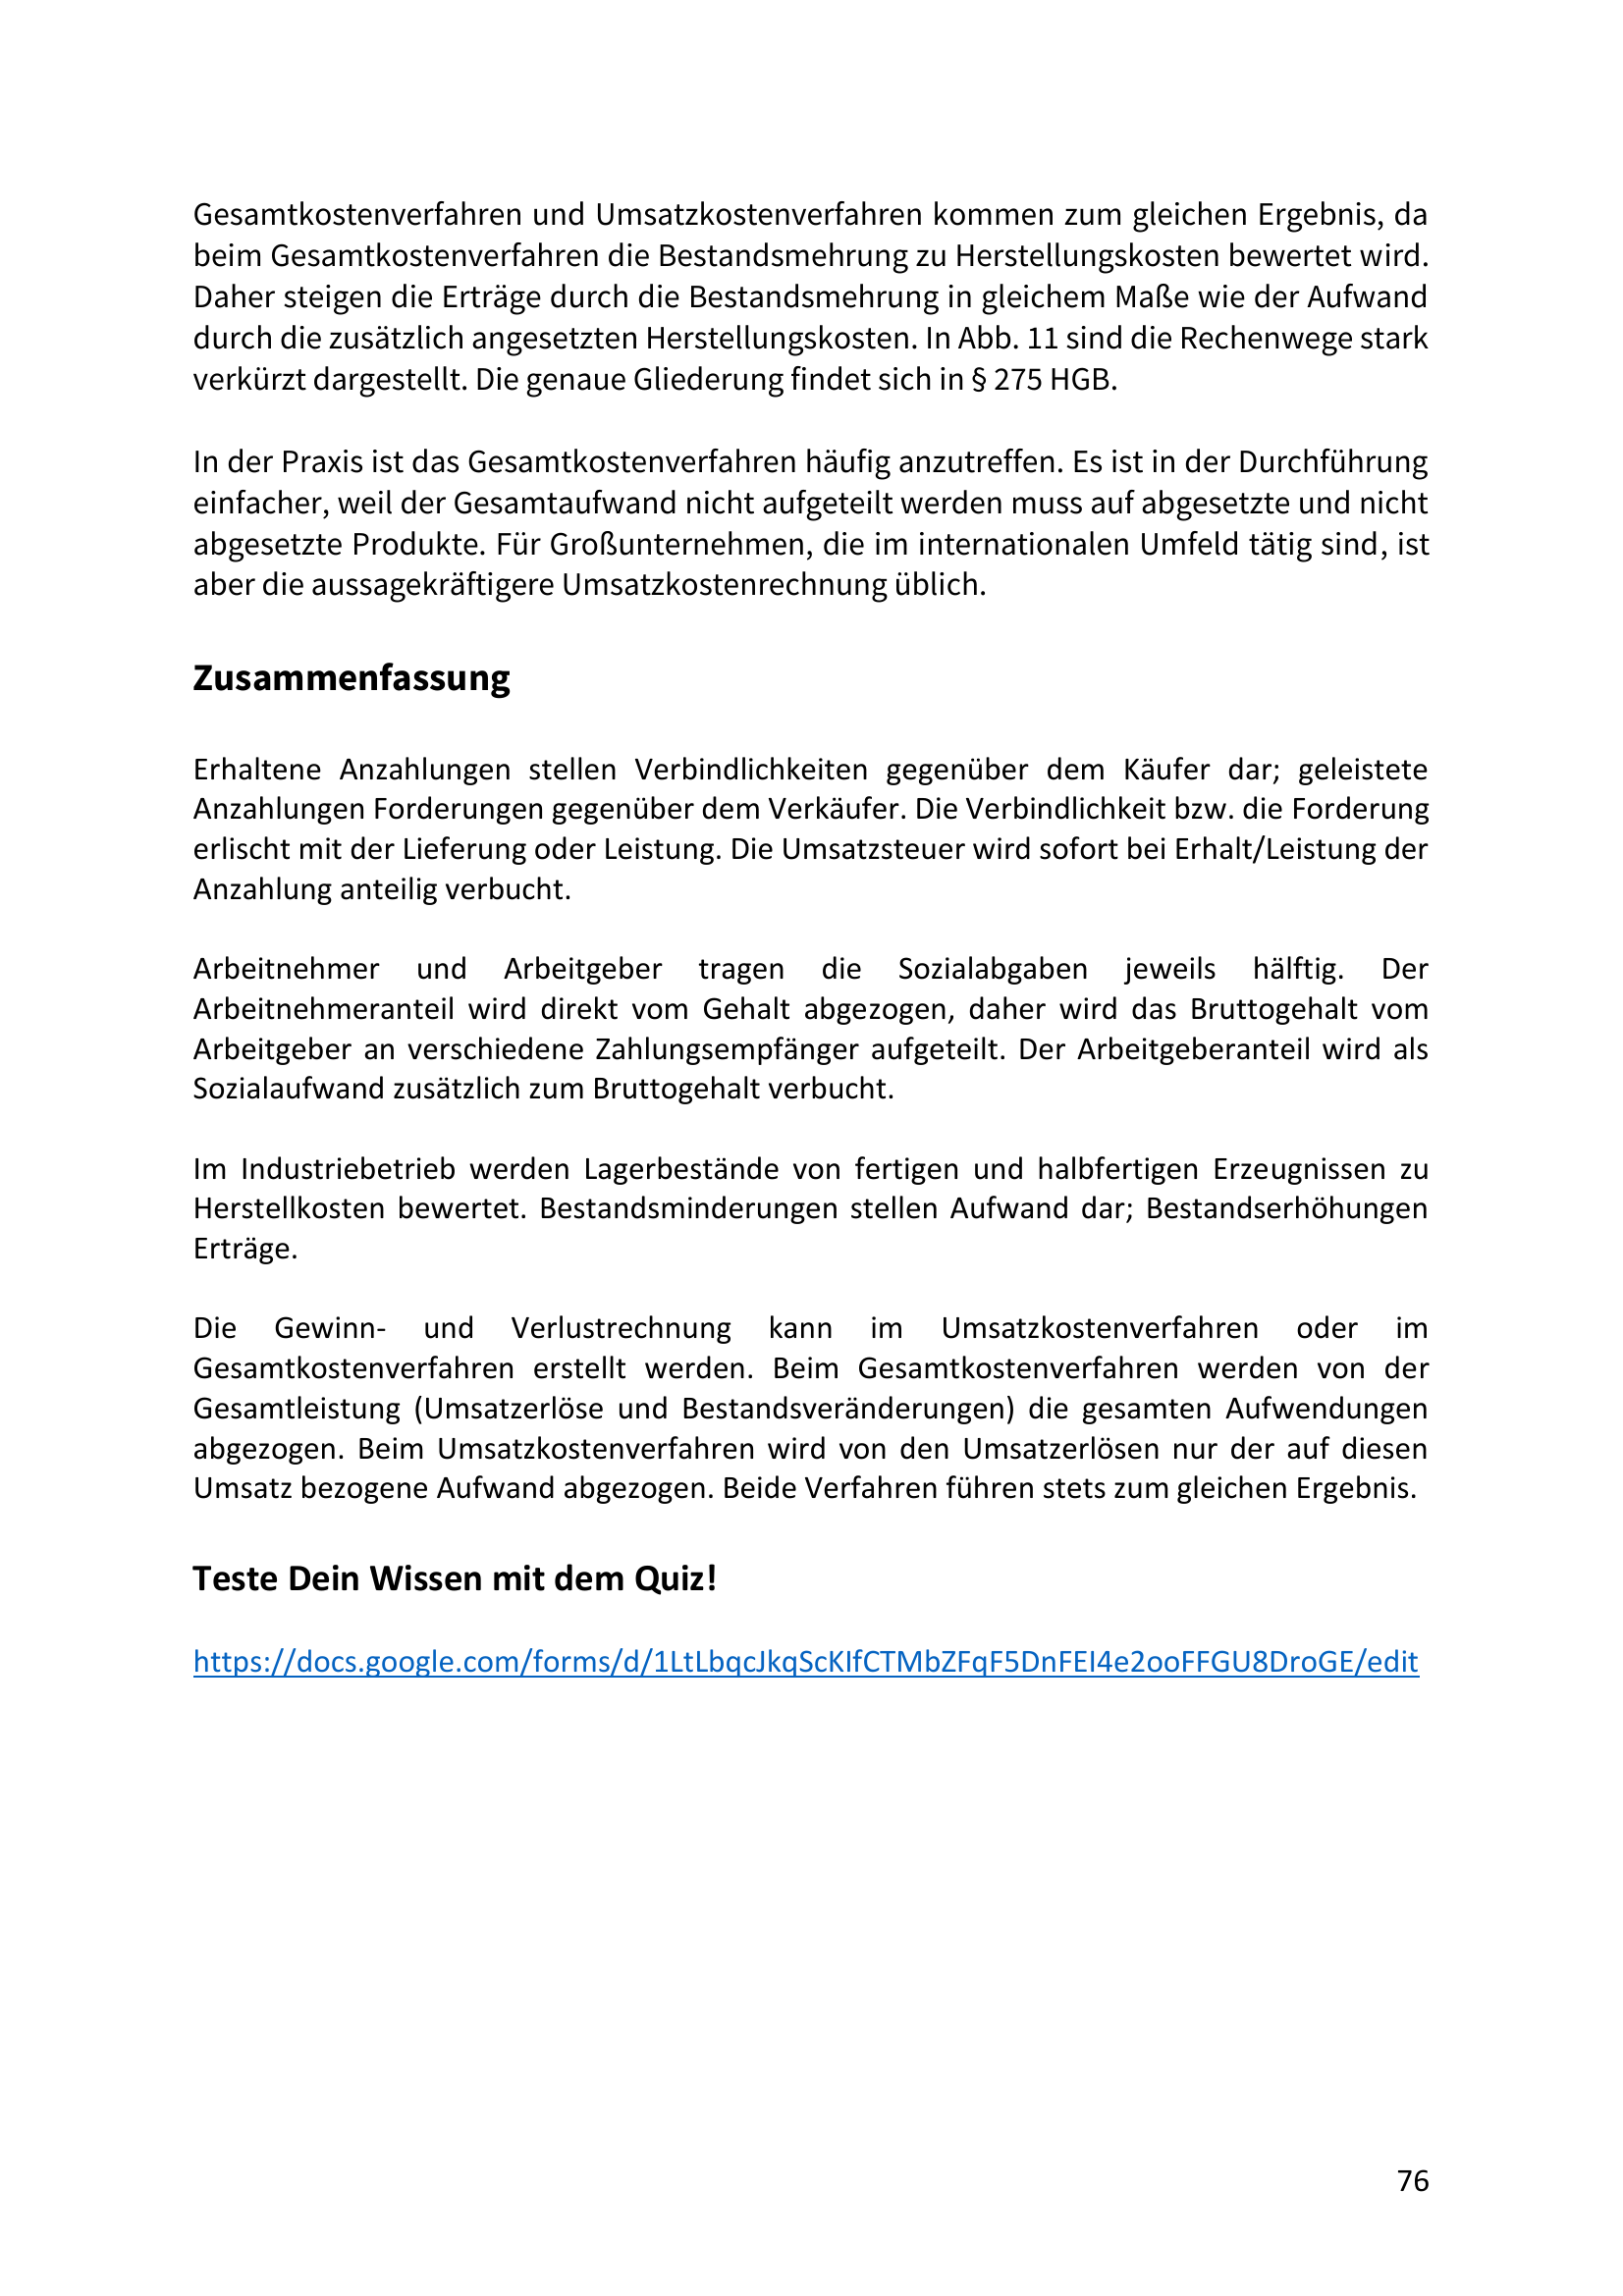 Gesamtkostenverfahren und Umsatzkostenverfahren kommen zum gleichen Ergebnis, da
beim Gesamtkostenverfahren die Bestandsmehrung zu Herstellungskosten bewertet wird.
Daher steigen die Erträge durch die Bestandsmehrung in gleichem Maße wie der Aufwand
durch die zusätzlich angesetzten Herstellungskosten. In Abb. 11 sind die Rechenwege stark
verkürzt dargestellt. Die genaue Gliederung findet sich in § 275 HGB.
In der Praxis ist das Gesamtkostenverfahren häufig anzutreffen. Es ist in der Durchführung
einfacher, weil der Gesamtaufwand nicht aufgeteilt werden muss auf abgesetzte und nicht
abgesetzte Produkte. Für Großunternehmen, die im internationalen Umfeld tätig sind, ist
aber die aussagekräftigere Umsatzkostenrechnung üblich.
Zusammenfassung
Erhaltene Anzahlungen stellen Verbindlichkeiten gegenüber dem Käufer dar; geleistete
Anzahlungen Forderungen gegenüber dem Verkäufer. Die Verbindlichkeit bzw. die Forderung
erlischt mit der Lieferung oder Leistung. Die Umsatzsteuer wird sofort bei Erhalt/Leistung der
Anzahlung anteilig verbucht.
Arbeitnehmer und Arbeitgeber tragen die Sozialabgaben jeweils hälftig. Der
Arbeitnehmeranteil wird direkt vom Gehalt abgezogen, daher wird das Bruttogehalt vom
Arbeitgeber an verschiedene Zahlungsempfänger aufgeteilt. Der Arbeitgeberanteil wird als
Sozialaufwand zusätzlich zum Bruttogehalt verbucht.
Im Industriebetrieb werden Lagerbestände von fertigen und halbfertigen Erzeugnissen zu
Herstellkosten bewertet. Bestandsminderungen stellen Aufwand dar; Bestandserhöhungen
Erträge.
Die Gewinn- und Verlustrechnung kann im Umsatzkostenverfahren oder im
Gesamtkostenverfahren erstellt werden. Beim Gesamtkostenverfahren werden von der
Gesamtleistung (Umsatzerlöse und Bestandsveränderungen) die gesamten Aufwendungen
abgezogen. Beim Umsatzkostenverfahren wird von den Umsatzerlösen nur der auf diesen
Umsatz bezogene Aufwand abgezogen. Beide Verfahren führen stets zum gleichen Ergebnis.
Teste Dein Wissen mit dem Quiz!
https://docs.google.com/forms/d/1LtLbqcJkqScKIfCTMbZFqF5DnFEI4e2ooFFGU8DroGE/edit
76